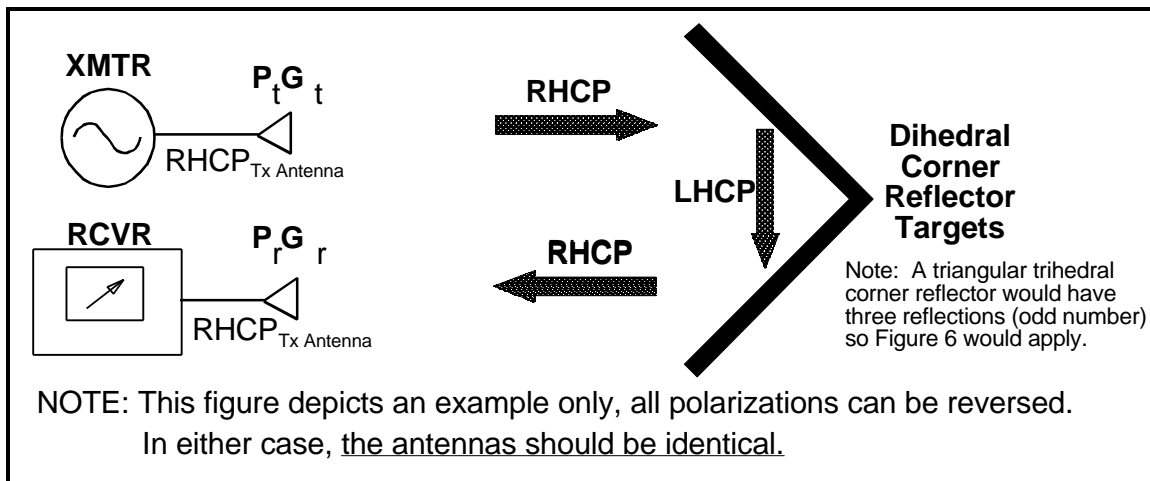 XMTR
PtG t
RHCP
RHCPTx Antenna
LHCP
Dihedral
Corner
Reflector
Targets
RCVR
PrG r
RHCP
RHCPTx Antenna
Note: A triangular trihedral
corner reflector would have
three reflections (odd number)
so Figure 6 would apply.
NOTE: This figure depicts an example only, all polarizations can be reversed.
In either case, the antennas should be identical.